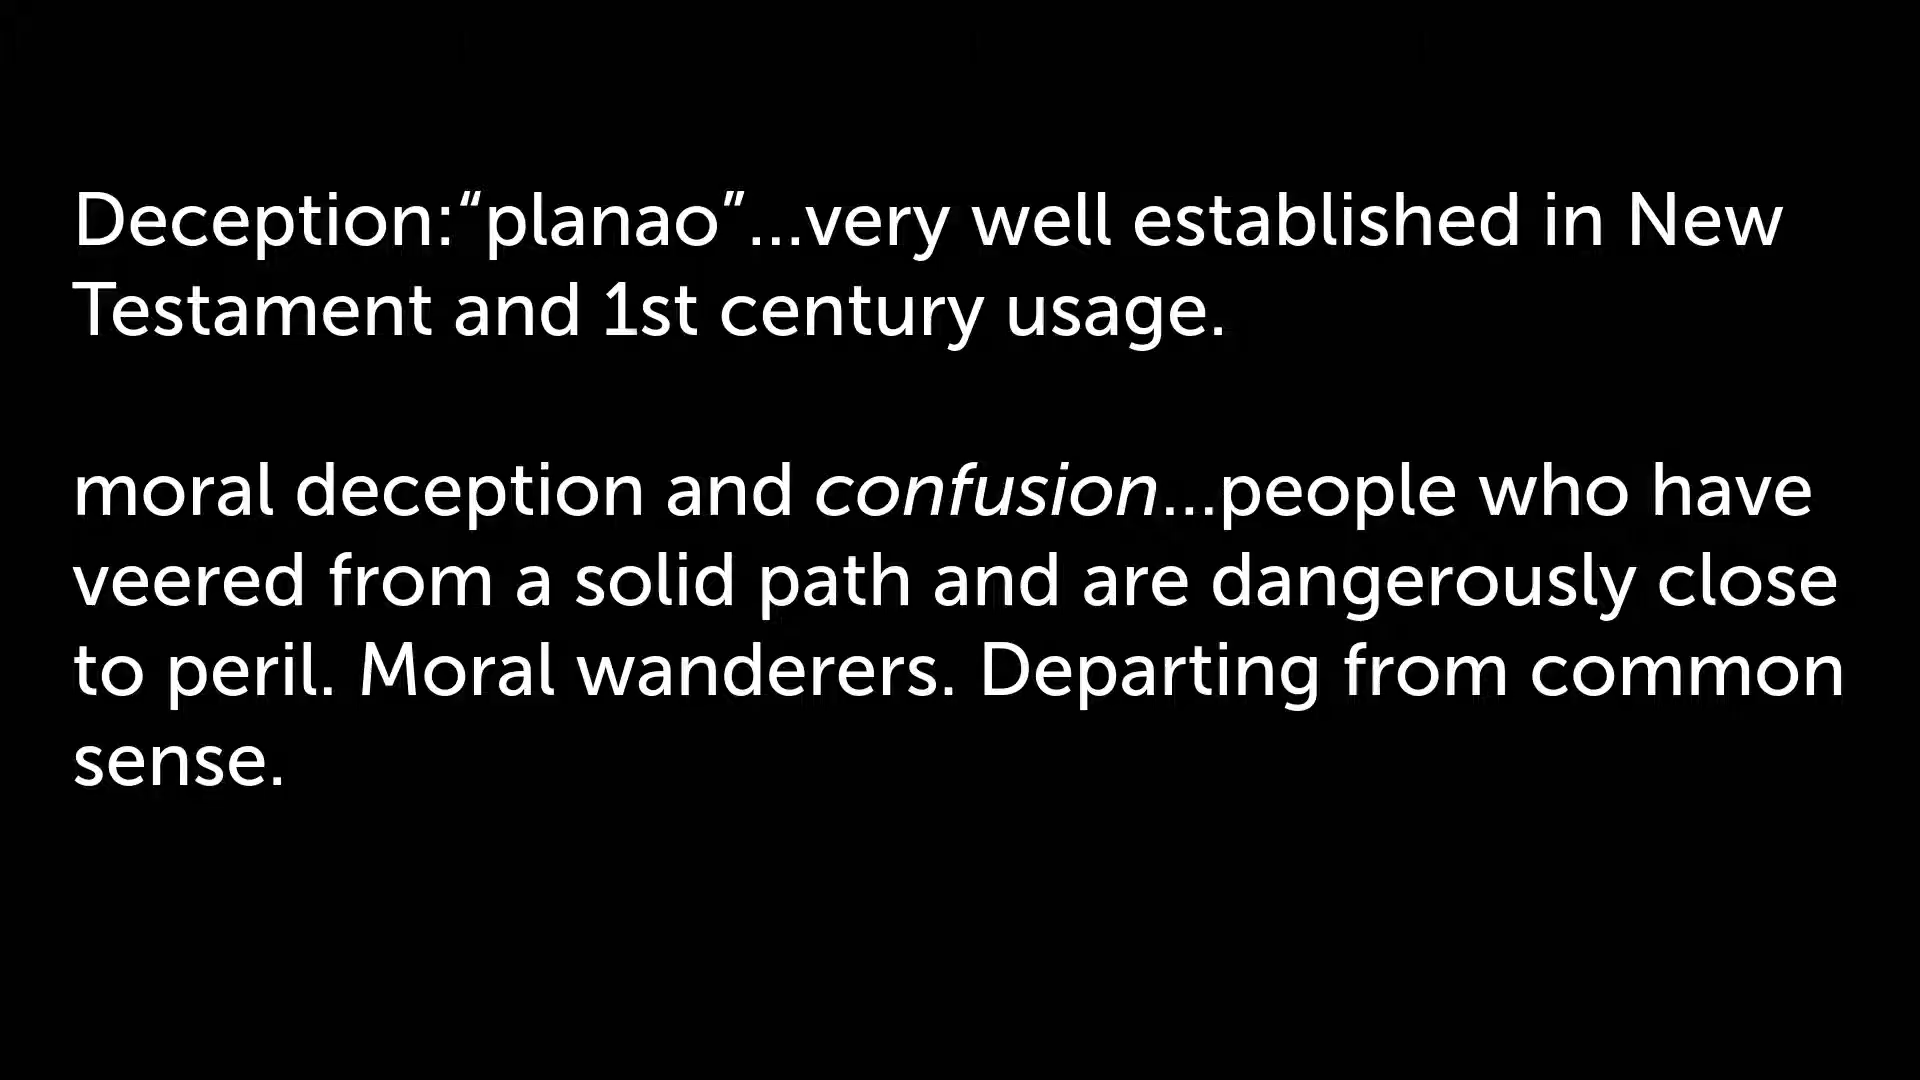 Deception:“planao”...very well established in New
Testament and 1st century usage.
moral deception and confusion...people who have
veered from a solid path and are dangerously close
to peril. Moral wanderers. Departing from common
sense.